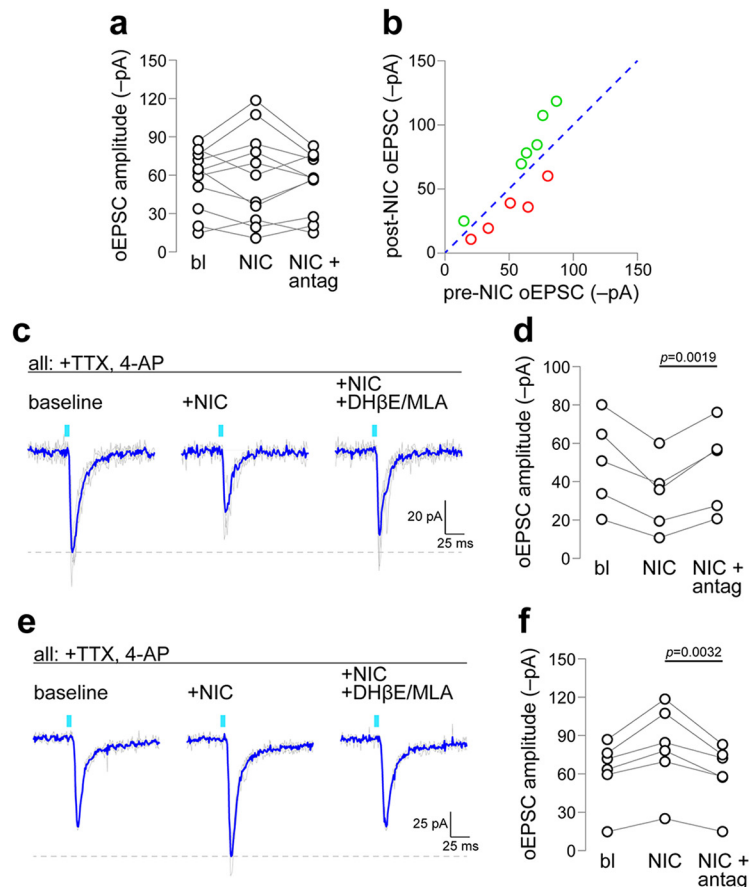 a
oEPSC amplitude (–pA)
150
120
90
60
30
0
bl
NIC
NIC +
antag
b
post-NIC oEPSC (–pA)
150
100
50
0
0
50
100
150
pre-NIC oEPSC (–pA)
c
all: +TTX, 4-AP
baseline
+NIC
+NIC
+DHβE/MLA
20 pA
25 ms
d
oEPSC amplitude (–pA)
100
80
60
40
20
0
p=0.0019
bl
NIC
NIC +
antag
e
all: +TTX, 4-AP
baseline
+NIC
+NIC
+DHβE/MLA
25 pA
25 ms
f
oEPSC amplitude (–pA)
150
120
90
60
30
0
p=0.0032
bl
NIC
NIC +
antag